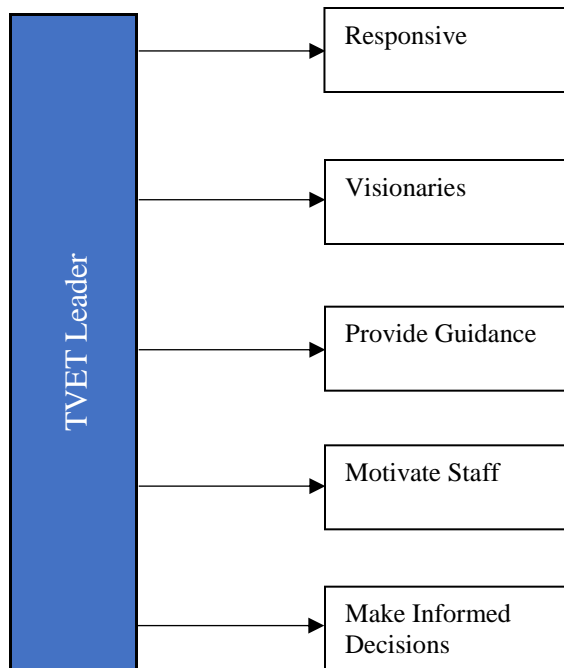 TVET Leader
Responsive
Visionaries
Provide Guidance
Motivate Staff
Make Informed
Decisions